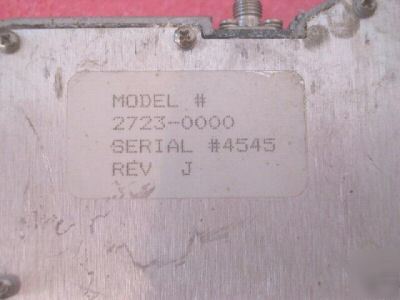 MODEL #
2723-0000
SERIAL #4545
REV J